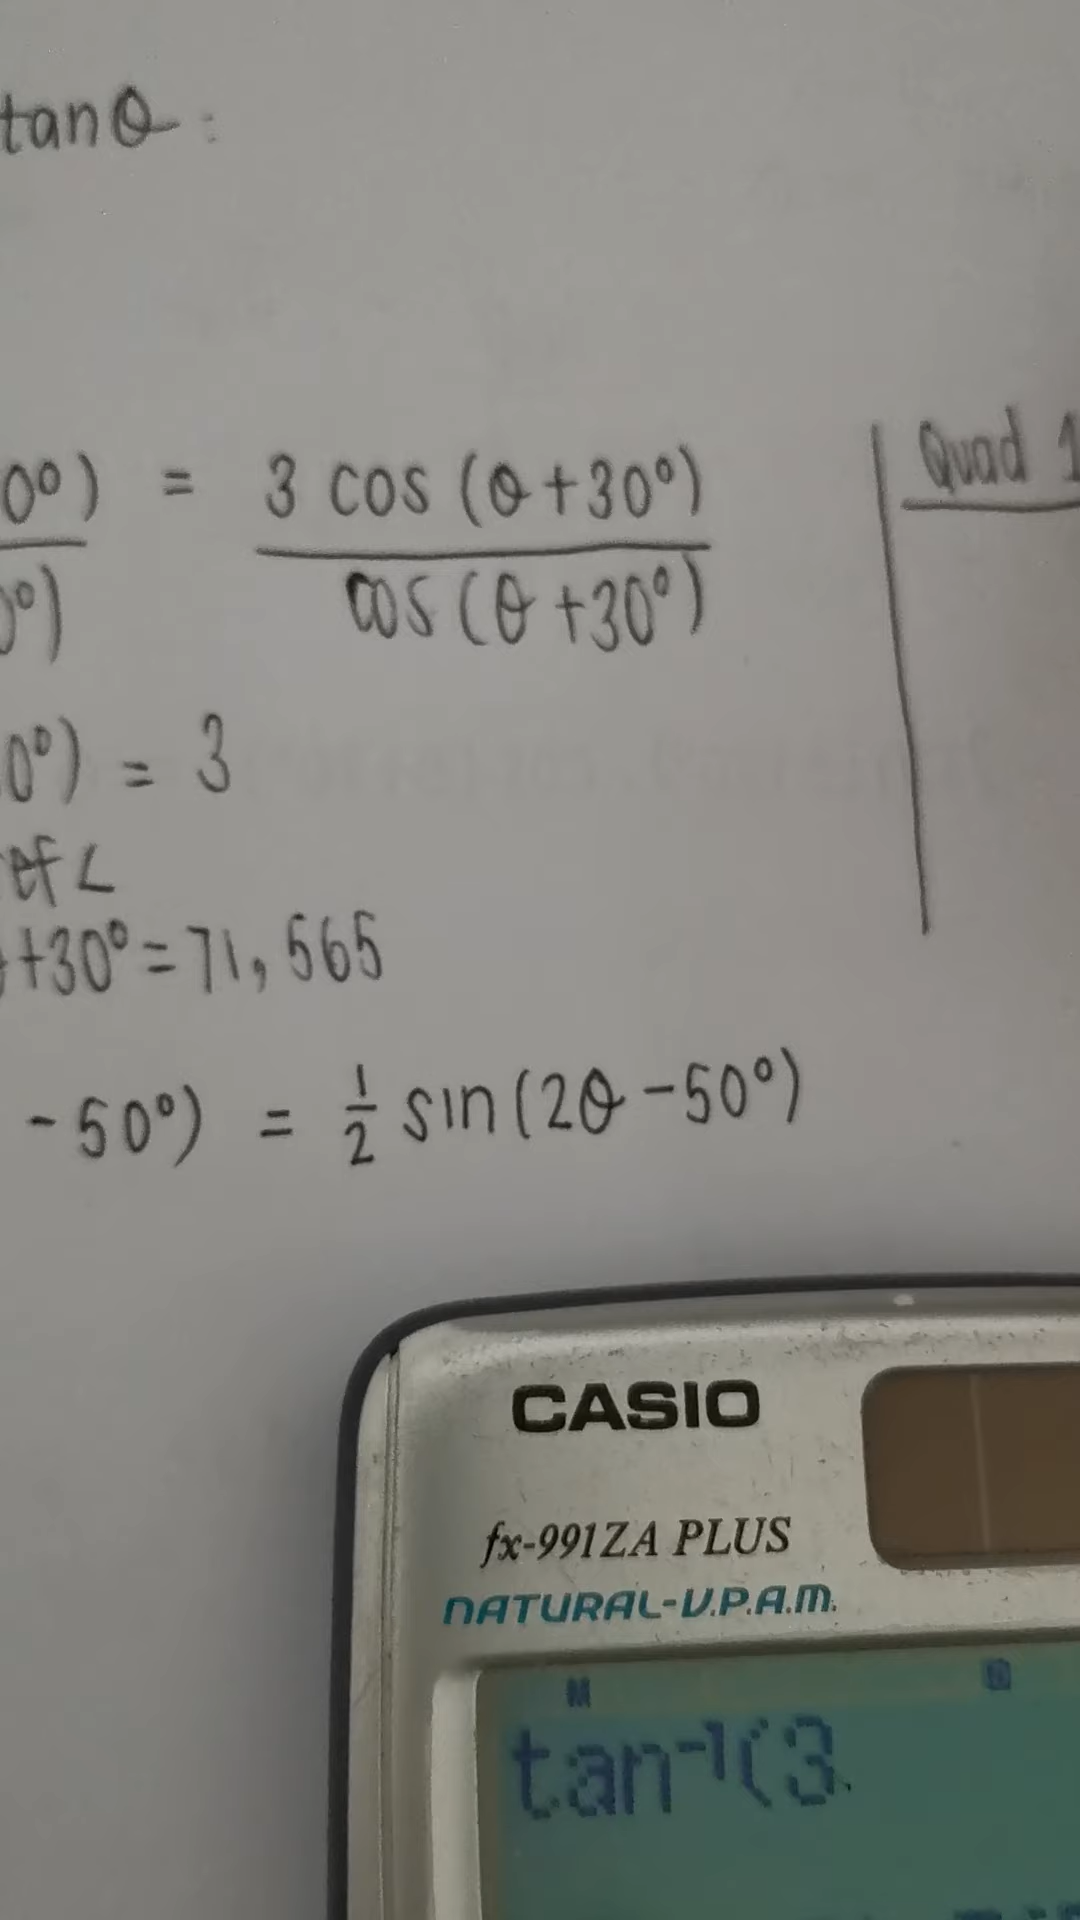 tanθ :
0°) = 3 cos (θ+30°)
0°) cos (θ +30°)
Quad 1
0°) = 3
ef∠
+30° = 71,565
-50°) = 1/2 sin(2θ -50°)
CASIO
fx-991ZA PLUS
NATURAL-V.P.A.M.
M D
tan⁻¹(3